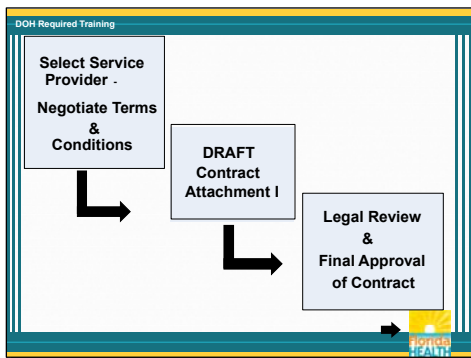 DOH Required Training
Select Service
Provider -
Negotiate Terms
&
Conditions
DRAFT
Contract
Attachment I
Legal Review
&
Final Approval
of Contract
Florida
HEALTH